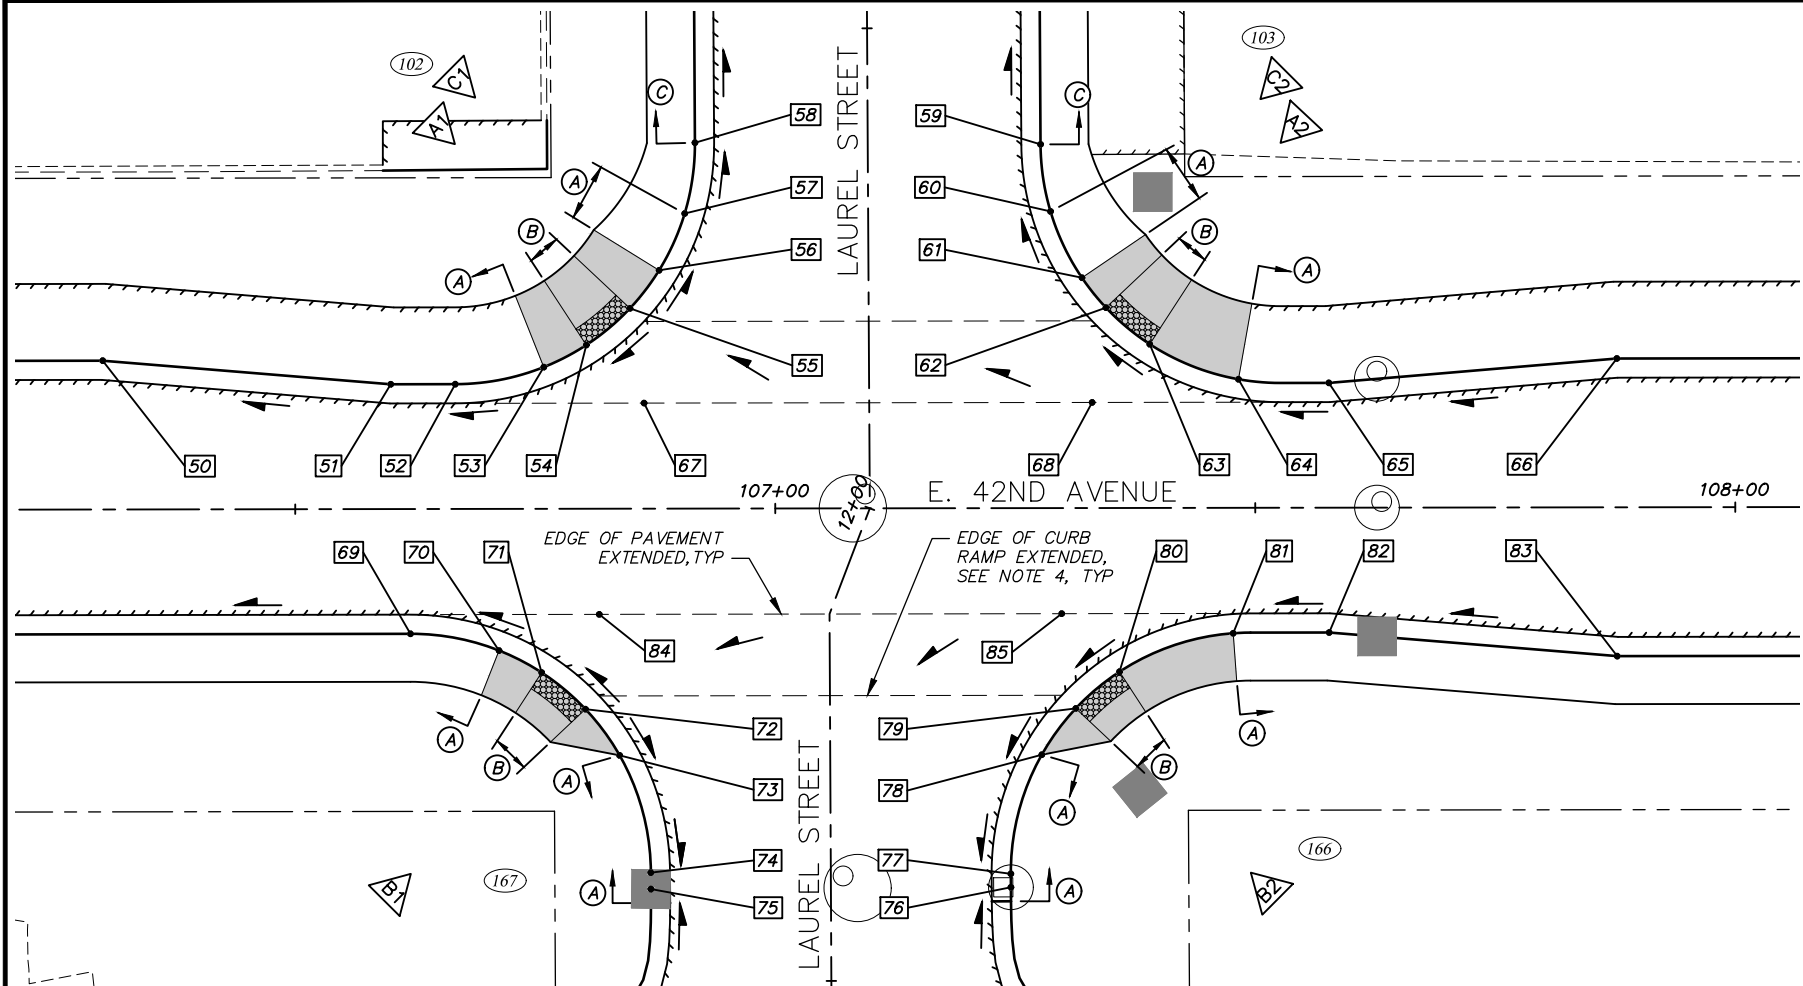 102
C1
A1
C
58
LAUREL STREET
59
C
103
C2
A2
A
57
60
A
B
56
61
B
A
A
55
62
50
51
52
53
54
67
68
63
64
65
66
107+00
12+00
E. 42ND AVENUE
108+00
69
70
71
EDGE OF PAVEMENT
EXTENDED, TYP
EDGE OF CURB
RAMP EXTENDED,
SEE NOTE 4, TYP
80
81
82
83
84
85
A
B
72
79
A
B
A
73
LAUREL STREET
78
A
74
77
166
B1
167
A
75
76
A
B2